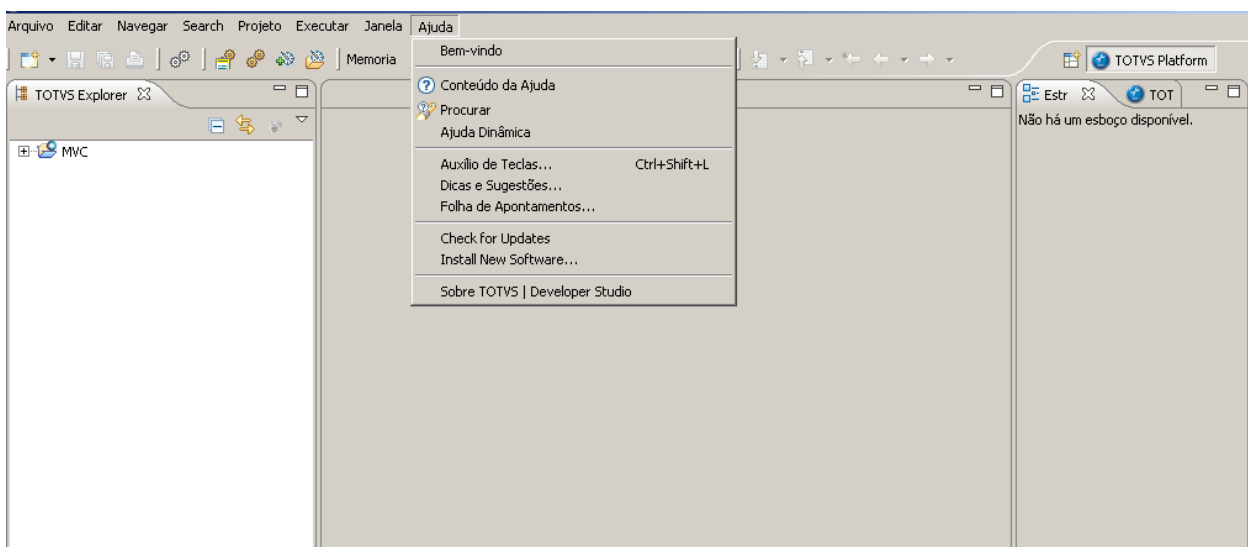 Arquivo Editar Navegar Search Projeto Executar Janela Ajuda
Memoria
TOTVS Platform
TOTVS Explorer
MVC
Bem-vindo
Conteúdo da Ajuda
Procurar
Ajuda Dinâmica
Auxílio de Teclas... Ctrl+Shift+L
Dicas e Sugestões...
Folha de Apontamentos...
Check for Updates
Install New Software...
Sobre TOTVS | Developer Studio
Estr TOT
Não há um esboço disponível.